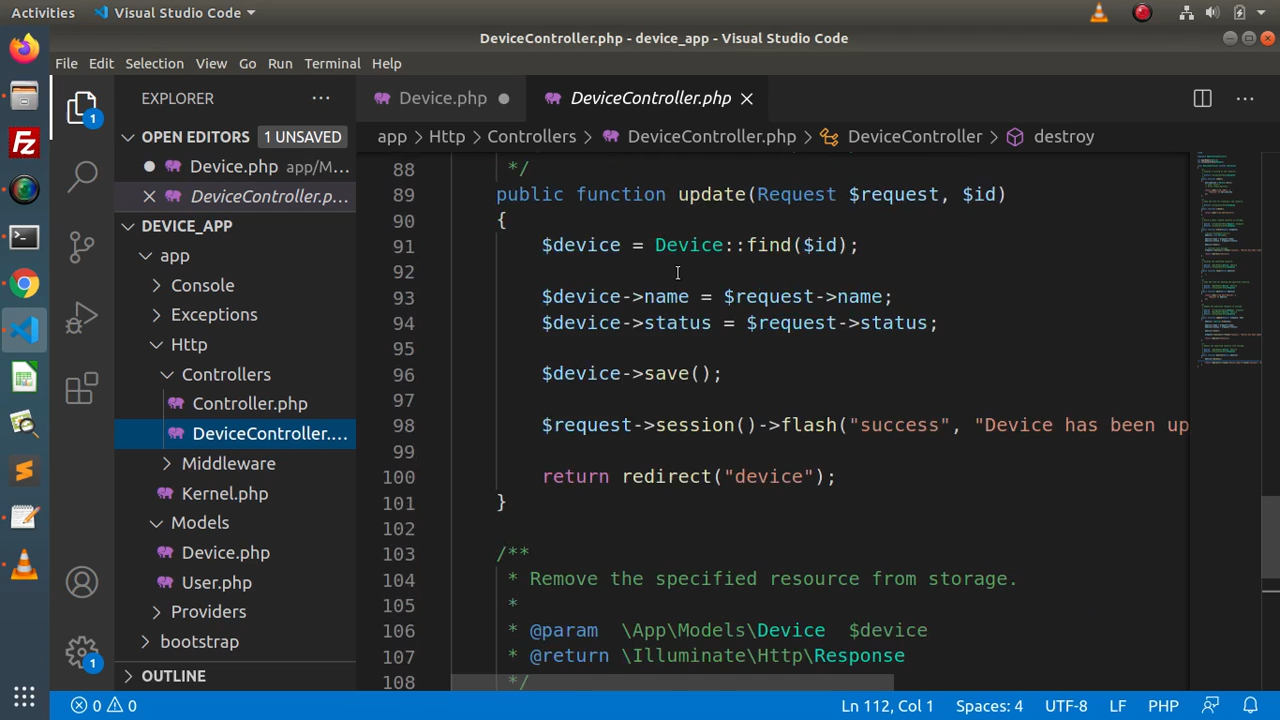 Activities
Visual Studio Code
DeviceController.php - device_app - Visual Studio Code
File Edit Selection View Go Run Terminal Help
EXPLORER
OPEN EDITORS 1 UNSAVED
Device.php app/M...
DeviceController.p...
DEVICE_APP
app
Console
Exceptions
Http
Controllers
Controller.php
DeviceController....
Middleware
Kernel.php
Models
Device.php
User.php
Providers
bootstrap
OUTLINE
1
1
Device.php
DeviceController.php
app > Http > Controllers > DeviceController.php > DeviceController > destroy
88 */
89 public function update(Request $request, $id)
90 {
91 $device = Device::find($id);
92
93 $device->name = $request->name;
94 $device->status = $request->status;
95
96 $device->save();
97
98 $request->session()->flash("success", "Device has been up
99
100 return redirect("device");
101 }
102
103 /**
104 * Remove the specified resource from storage.
105 *
106 * @param \App\Models\Device $device
107 * @return \Illuminate\Http\Response
108 */
0 0 Ln 112, Col 1 Spaces: 4 UTF-8 LF PHP